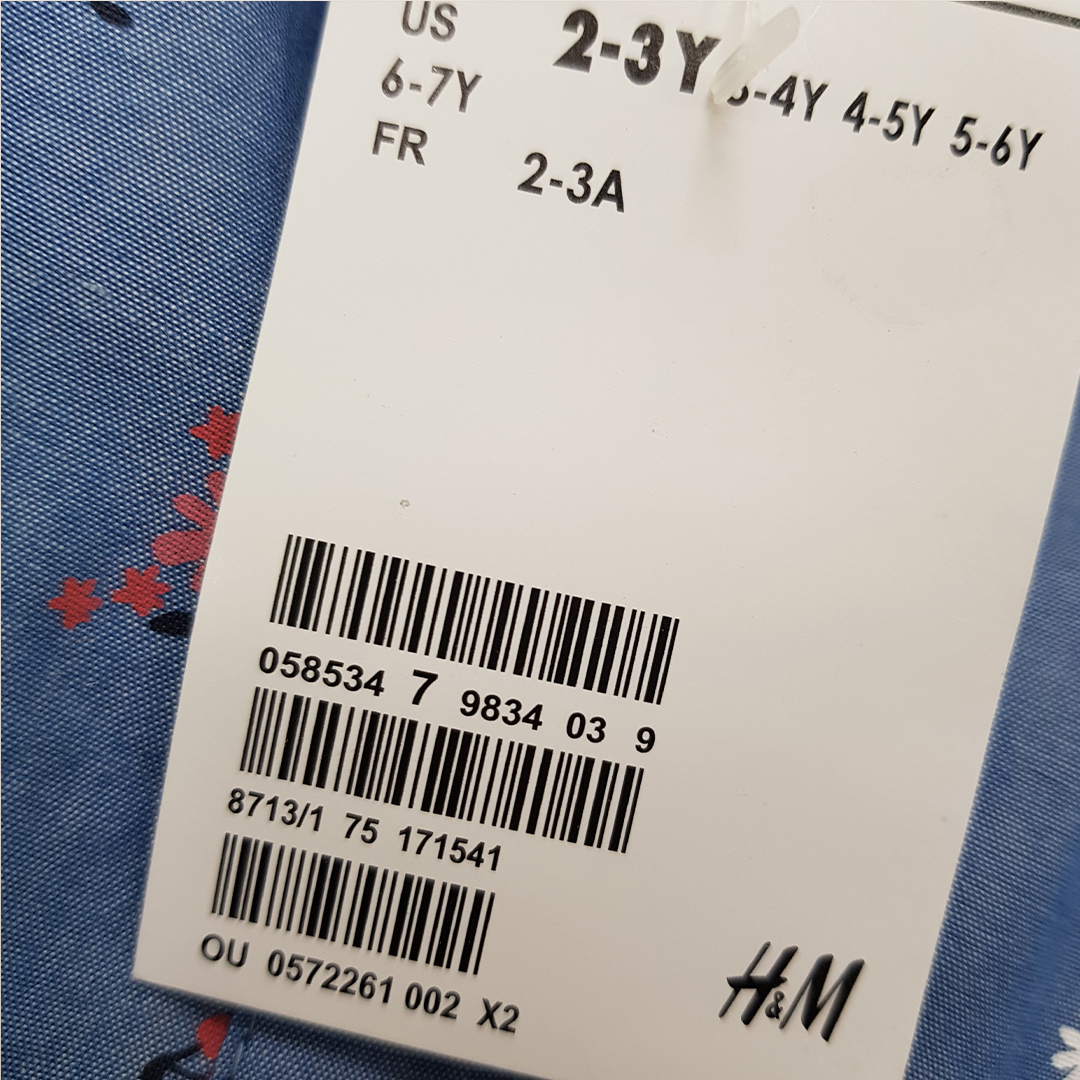 US 2-3Y 3-4Y 4-5Y 5-6Y
6-7Y
FR 2-3A
058534 7 9834 03 9
8713/1 75 171541
OU 0572261 002 X2
H&M